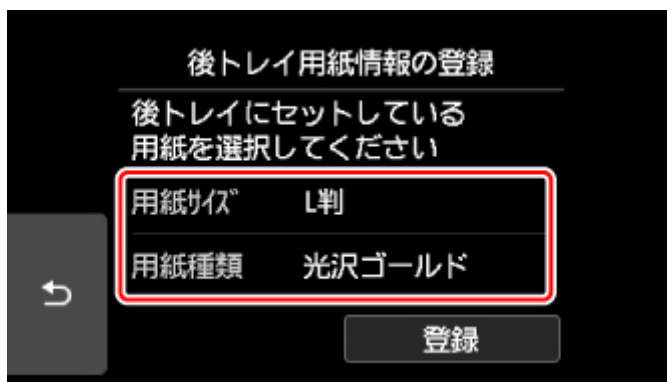 後トレイ用紙情報の登録
後トレイにセットしている
用紙を選択してください
用紙ｻｲｽﾞ L判
用紙種類 光沢ゴールド
登録